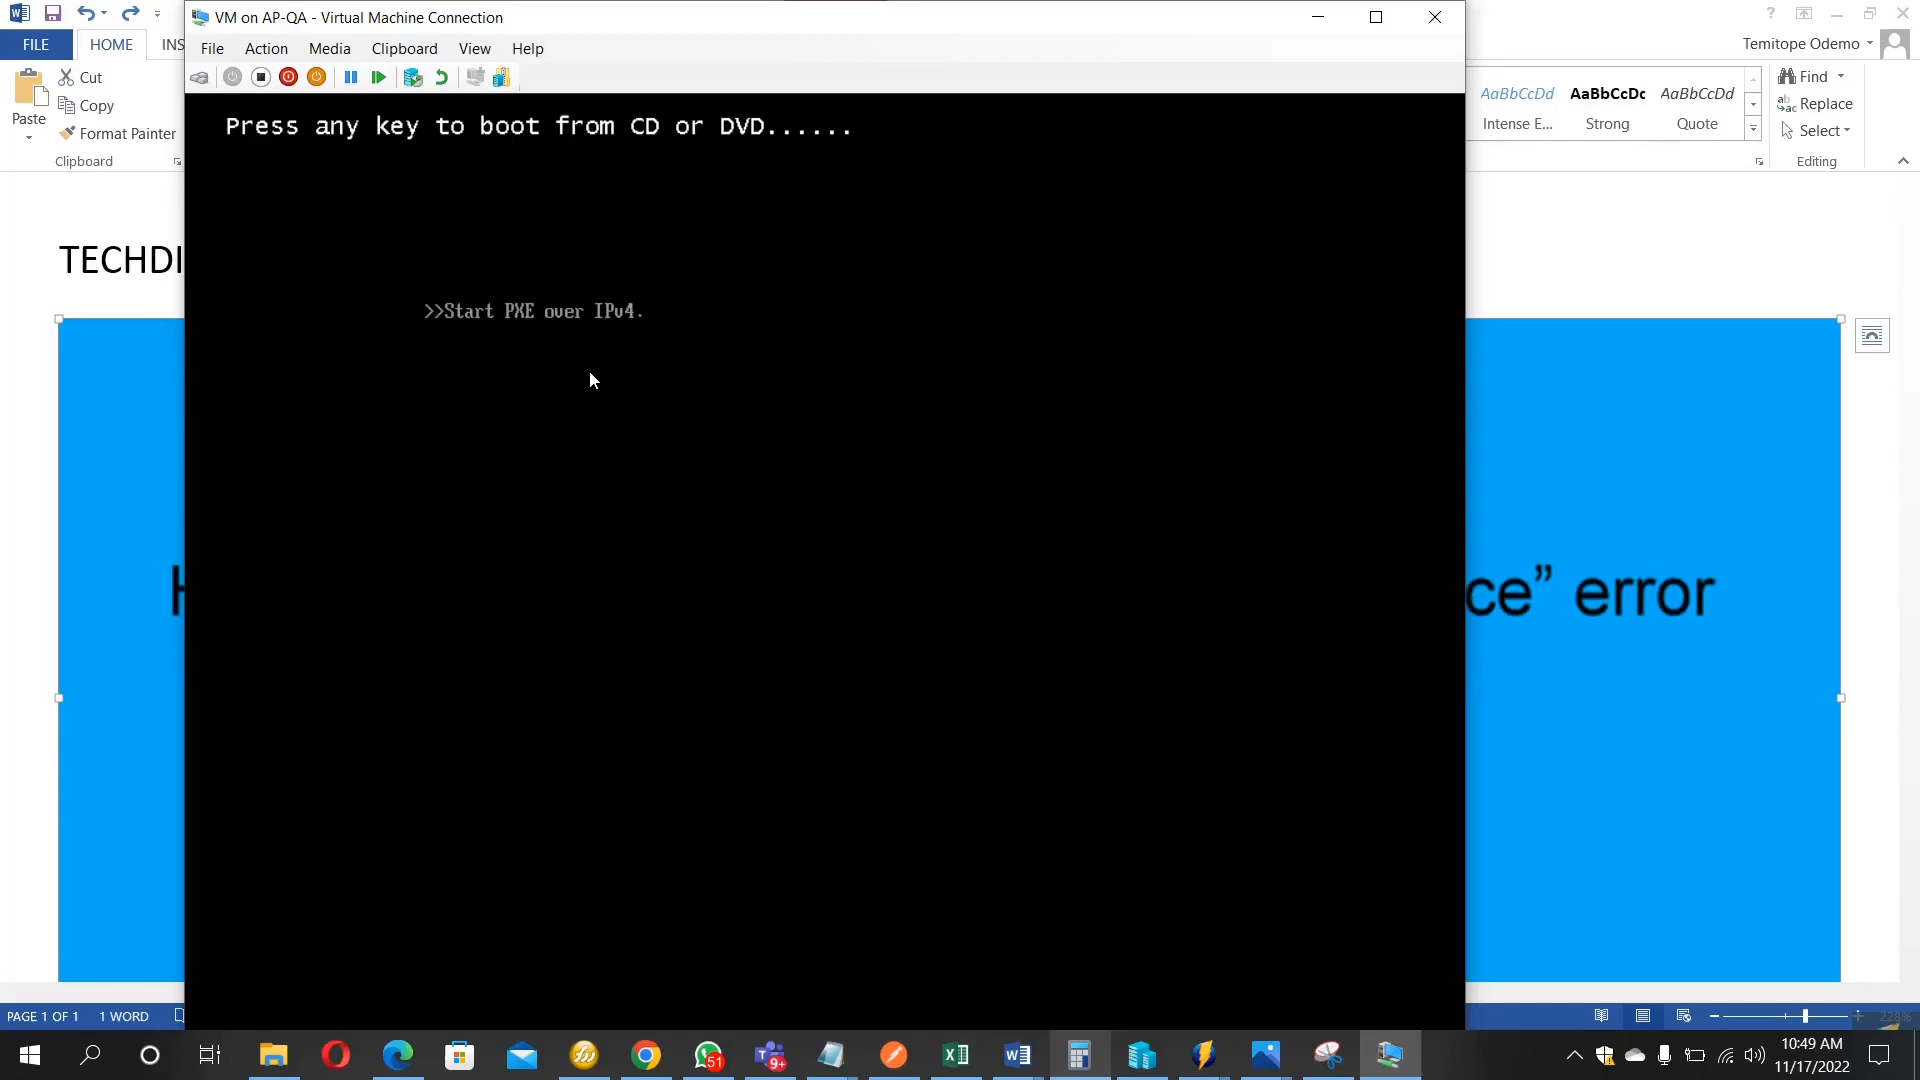 VM on AP-QA - Virtual Machine Connection
Temitope Odemo
FILE
HOME
INS
File Action Media Clipboard View Help
Cut
Copy
Format Painter
Paste
Clipboard
Press any key to boot from CD or DVD......
>>Start PXE over IPv4.
AaBbCcDd AaBbCcDc AaBbCcDd
Intense E... Strong Quote
Find
Replace
Select
Editing
TECHDI
H
ce” error
PAGE 1 OF 1 1 WORD
228%
51
9+
10:49 AM
11/17/2022